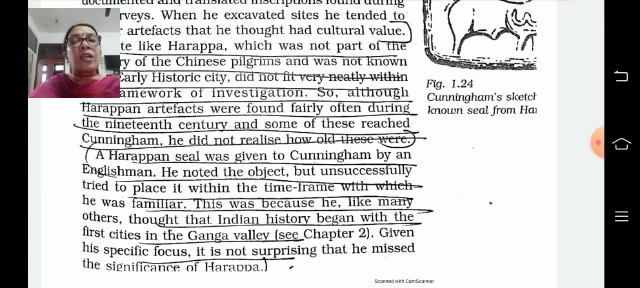 documented and translated inscriptions found during
rveys. When he excavated sites he tended to
artefacts that he thought had cultural value.
te like Harappa, which was not part of the
ry of the Chinese pilgrims and was not known
Early Historic city, did not fit very neatly within
amework of investigation. So, although
Harappan artefacts were found fairly often during
the nineteenth century and some of these reached
Cunningham, he did not realise how old these were.
A Harappan seal was given to Cunningham by an
Englishman. He noted the object, but unsuccessfully
tried to place it within the time-frame with which
he was familiar. This was because he, like many
others, thought that Indian history began with the
first cities in the Ganga valley (see Chapter 2). Given
his specific focus, it is not surprising that he missed
the significance of Harappa.
Fig. 1.24
Cunningham's sketch
known seal from Har
Scanned with CamScanner